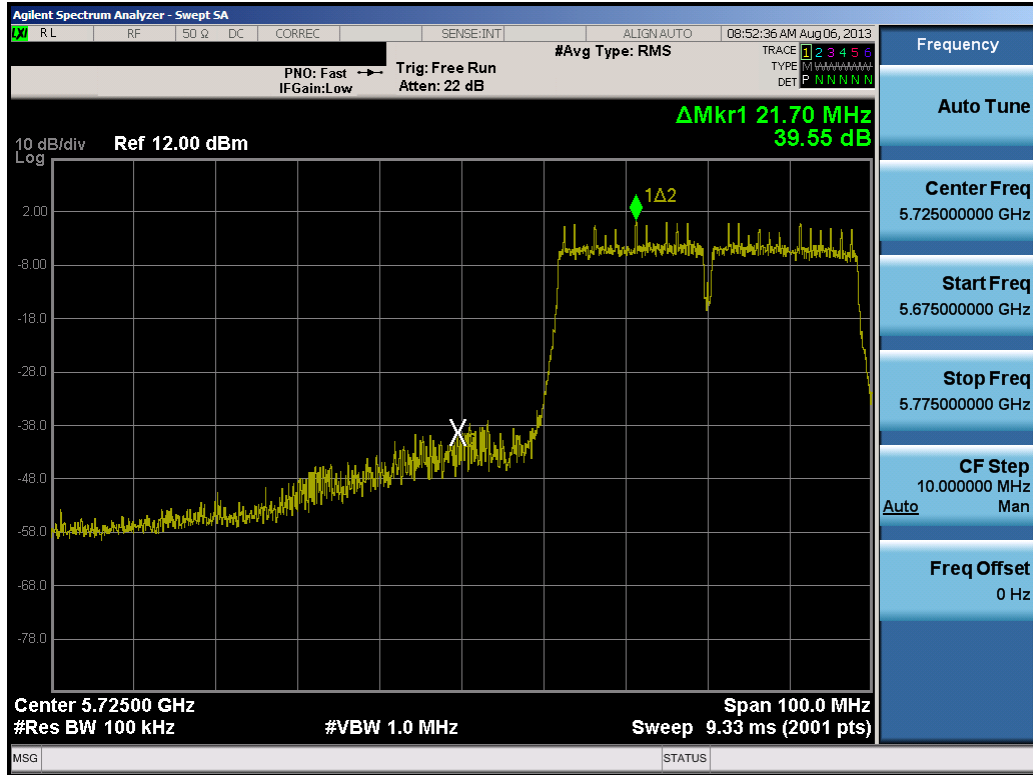 Agilent Spectrum Analyzer - Swept SA
LXI RL RF 50 Ω DC CORREC SENSE:INT ALIGN AUTO 08:52:36 AM Aug 06, 2013
#Avg Type: RMS TRACE 1 2 3 4 5 6
PNO: Fast Trig: Free Run TYPE M WWWWW
IFGain:Low Atten: 22 dB DET P N N N N N
ΔMkr1 21.70 MHz
39.55 dB
10 dB/div Ref 12.00 dBm
Log
1Δ2
2.00
-8.00
-18.0
-28.0
-38.0
X
-48.0
-58.0
-68.0
-78.0
Center 5.72500 GHz Span 100.0 MHz
#Res BW 100 kHz #VBW 1.0 MHz Sweep 9.33 ms (2001 pts)
MSG STATUS
Frequency
Auto Tune
Center Freq
5.725000000 GHz
Start Freq
5.675000000 GHz
Stop Freq
5.775000000 GHz
CF Step
10.000000 MHz
Auto Man
Freq Offset
0 Hz